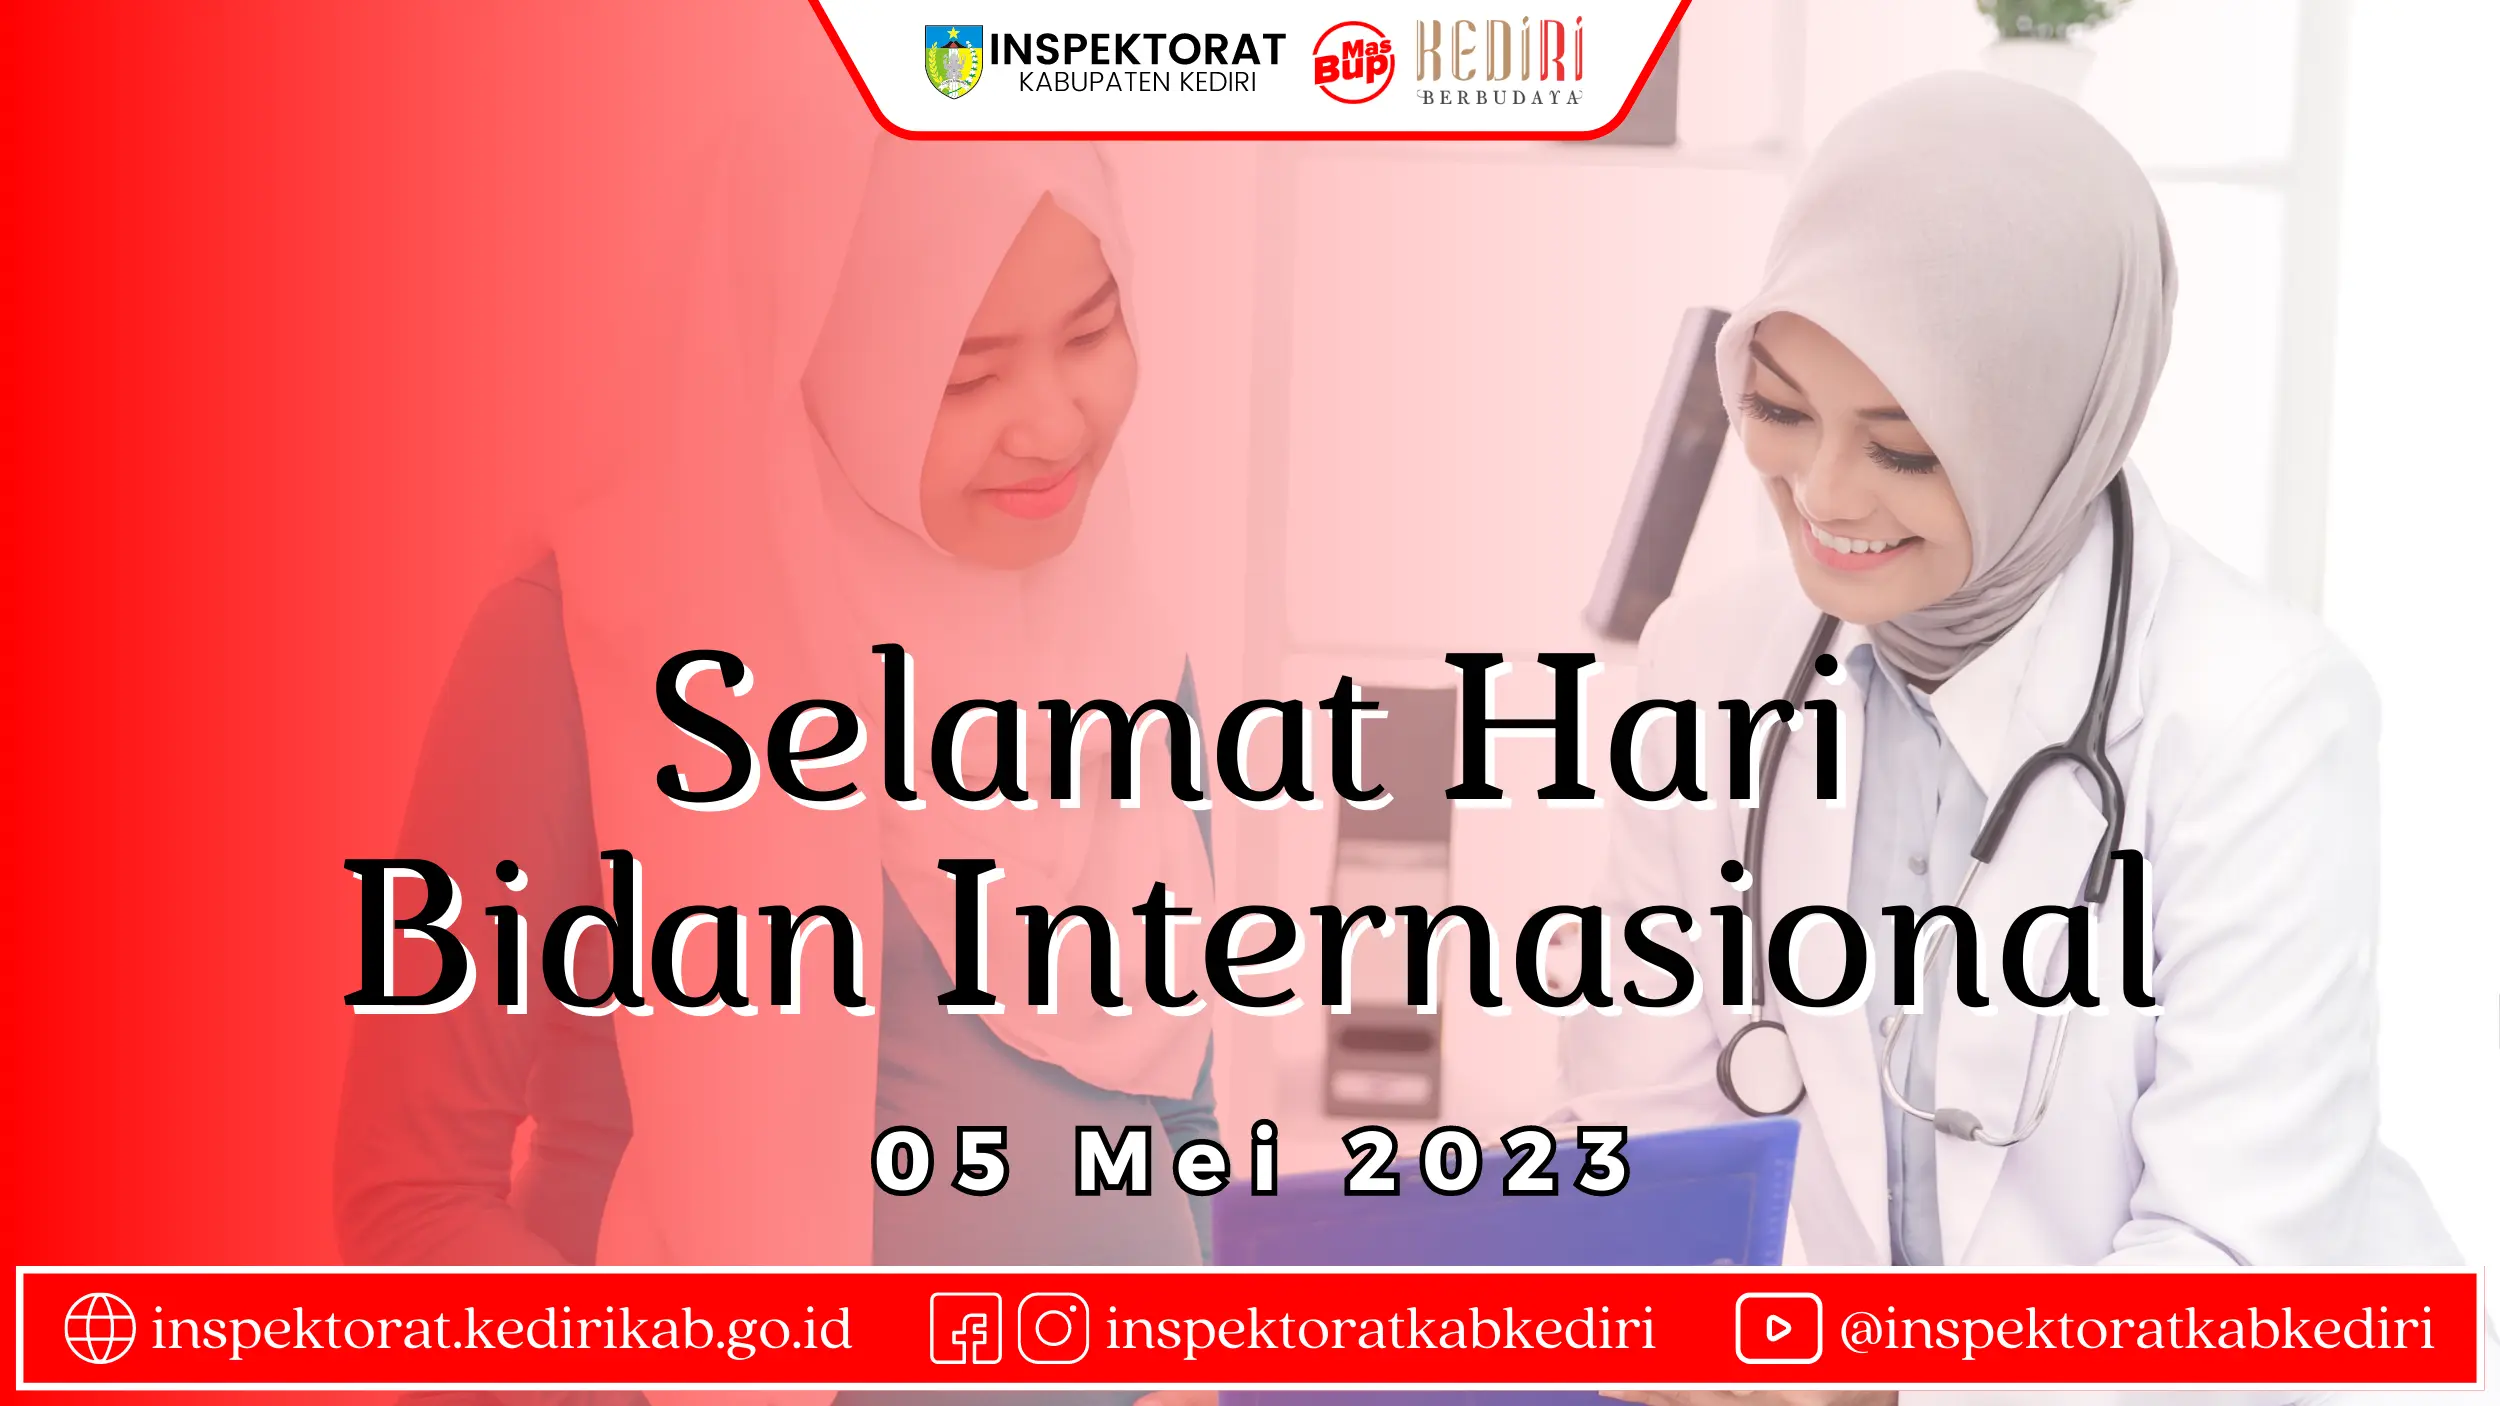 INSPEKTORAT
KABUPATEN KEDIRI
Mas
Bup
KEDIRI
BERBUDAYA
Selamat Hari
Bidan Internasional
05 Mei 2023
inspektorat.kedirikab.go.id
inspektoratkabkediri
@inspektoratkabkediri